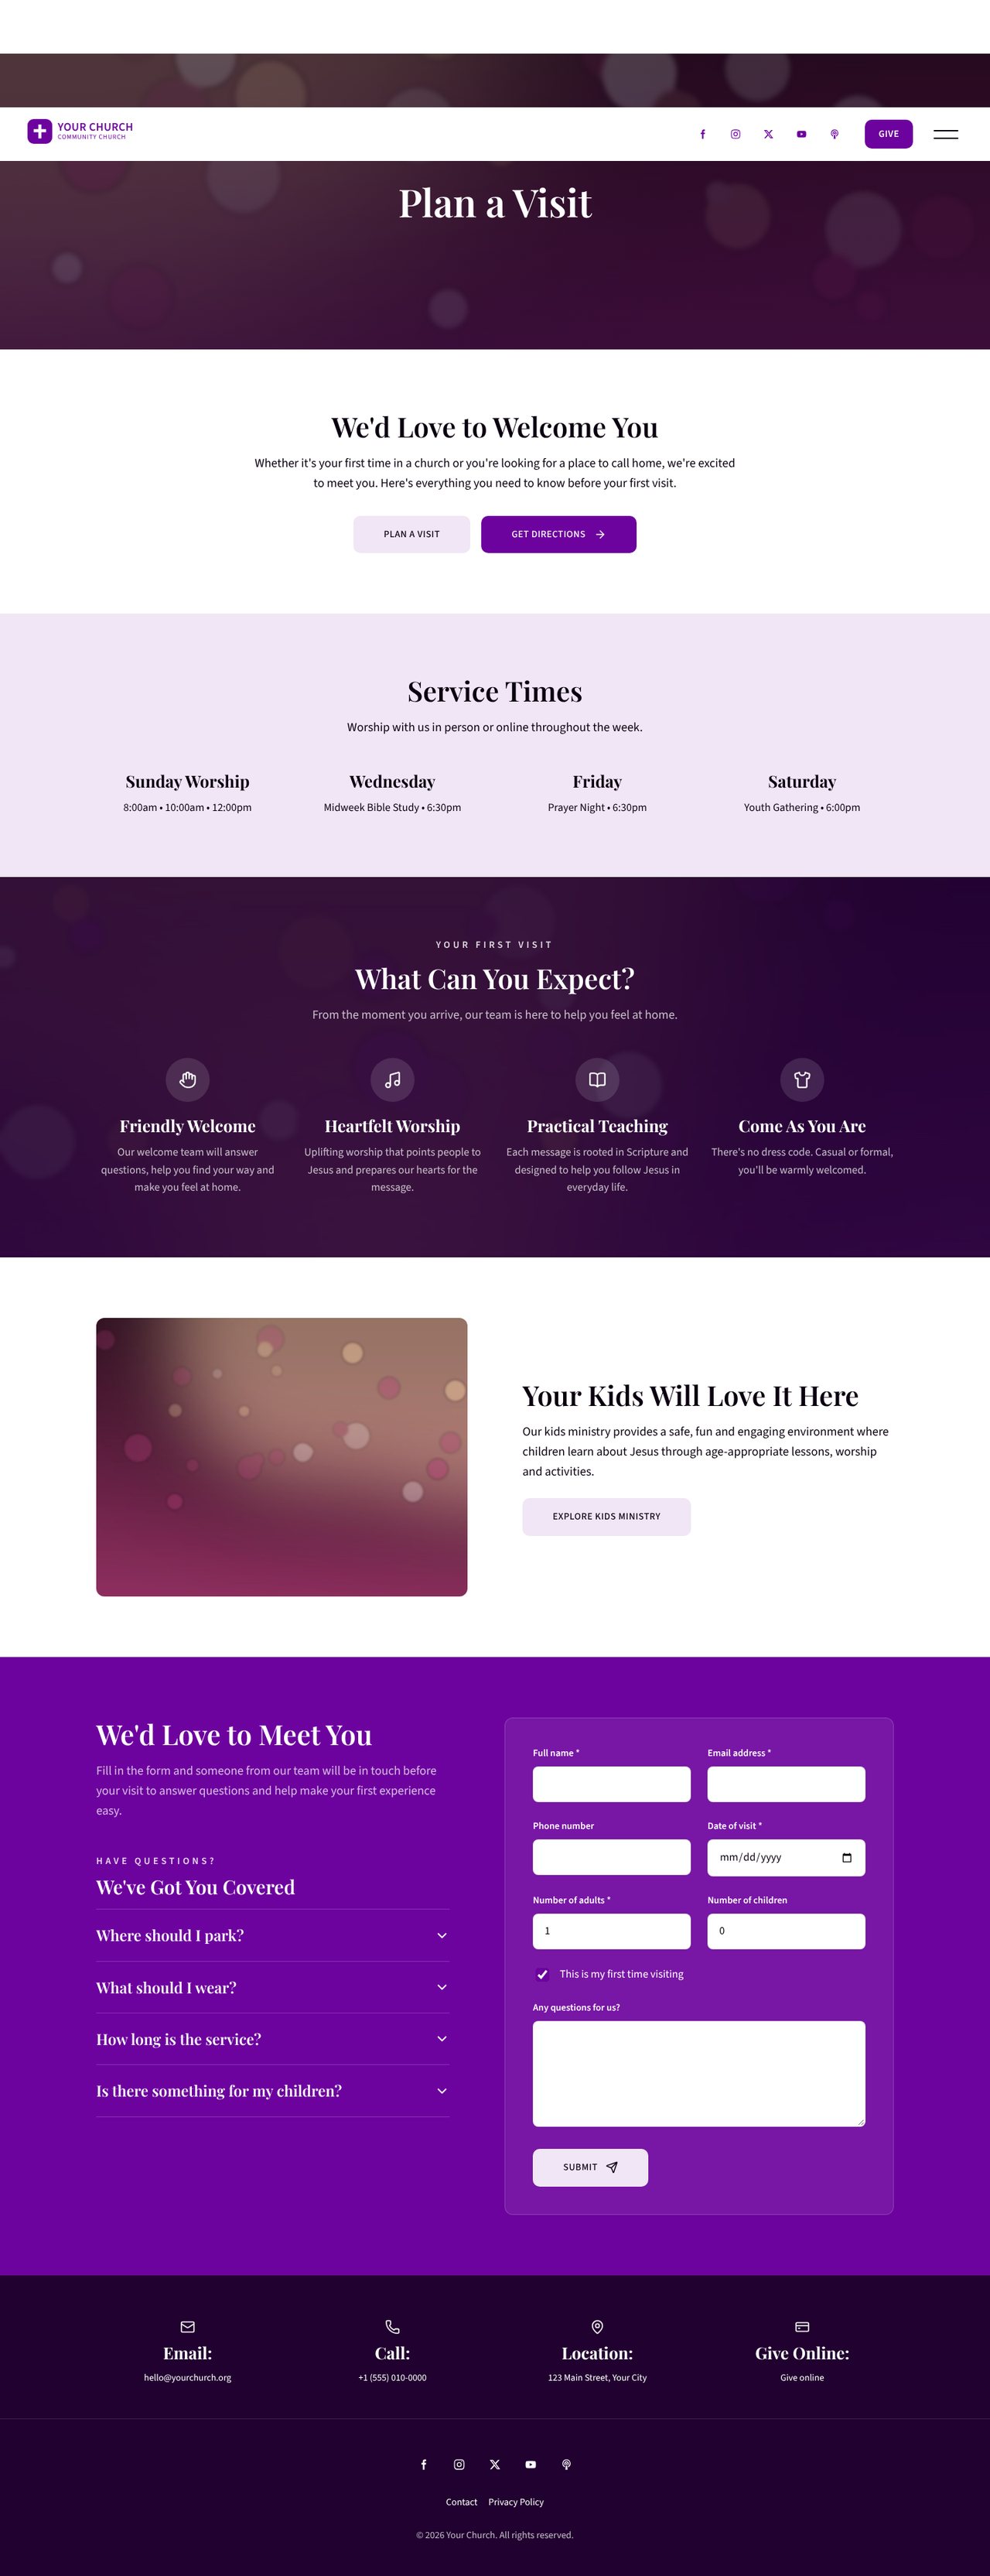 YOUR CHURCH
COMMUNITY CHURCH
GIVE
Plan a Visit
We'd Love to Welcome You
Whether it's your first time in a church or you're looking for a place to call home, we're excited
to meet you. Here's everything you need to know before your first visit.
PLAN A VISIT
GET DIRECTIONS
Service Times
Worship with us in person or online throughout the week.
Sunday Worship
8:00am • 10:00am • 12:00pm
Wednesday
Midweek Bible Study • 6:30pm
Friday
Prayer Night • 6:30pm
Saturday
Youth Gathering • 6:00pm
YOUR FIRST VISIT
What Can You Expect?
From the moment you arrive, our team is here to help you feel at home.
Friendly Welcome
Our welcome team will answer
questions, help you find your way and
make you feel at home.
Heartfelt Worship
Uplifting worship that points people to
Jesus and prepares our hearts for the
message.
Practical Teaching
Each message is rooted in Scripture and
designed to help you follow Jesus in
everyday life.
Come As You Are
There's no dress code. Casual or formal,
you'll be warmly welcomed.
Your Kids Will Love It Here
Our kids ministry provides a safe, fun and engaging environment where
children learn about Jesus through age-appropriate lessons, worship
and activities.
EXPLORE KIDS MINISTRY
We'd Love to Meet You
Fill in the form and someone from our team will be in touch before
your visit to answer questions and help make your first experience
easy.
HAVE QUESTIONS?
We've Got You Covered
Where should I park?
What should I wear?
How long is the service?
Is there something for my children?
Full name *
Email address *
Phone number
Date of visit *
mm/dd/yyyy
Number of adults *
1
Number of children
0
This is my first time visiting
Any questions for us?
SUBMIT
Email:
hello@yourchurch.org
Call:
+1 (555) 010-0000
Location:
123 Main Street, Your City
Give Online:
Give online
Contact Privacy Policy
© 2026 Your Church. All rights reserved.